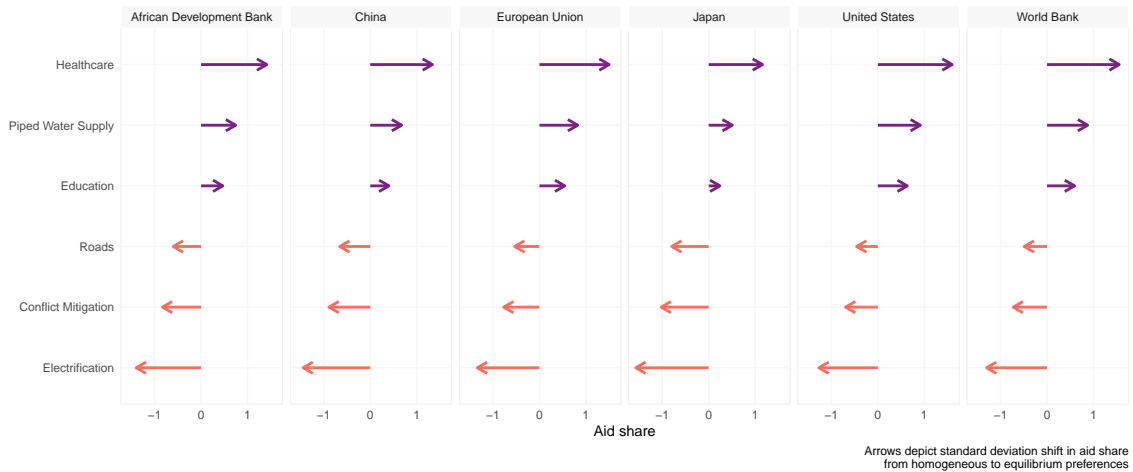 African Development Bank
China
European Union
Japan
United States
World Bank
Healthcare
Piped Water Supply
Education
Roads
Conflict Mitigation
Electrification
−1 0 1 −1 0 1 −1 0 1 −1 0 1 −1 0 1 −1 0 1
Aid share
Arrows depict standard deviation shift in aid share
from homogeneous to equilibrium preferences